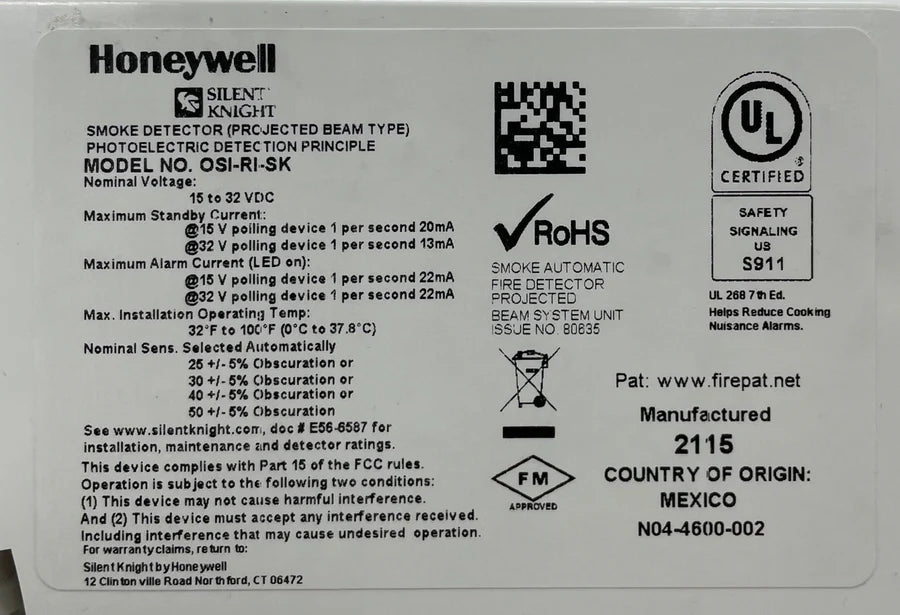 Honeywell
SILENT
KNIGHT
SMOKE DETECTOR (PROJECTED BEAM TYPE)
PHOTOELECTRIC DETECTION PRINCIPLE
MODEL NO. OSI-RI-SK
Nominal Voltage:
15 to 32 VDC
Maximum Standby Current:
@15 V polling device 1 per second 20mA
@32 V polling device 1 per second 13mA
Maximum Alarm Current (LED on):
@15 V polling device 1 per second 22mA
@32 V polling device 1 per second 22mA
Max. Installation Operating Temp:
32°F to 100°F (0°C to 37.8°C)
Nominal Sens. Selected Automatically
25 +/- 5% Obscuration or
30 +/- 5% Obscuration or
40 +/- 5% Obscuration or
50 +/- 5% Obscuration
See www.silentknight.com, doc # E56-6587 for
installation, maintenance and detector ratings.
This device complies with Part 15 of the FCC rules.
Operation is subject to the following two conditions:
(1) This device may not cause harmful interference.
And (2) This device must accept any interference received.
Including interference that may cause undesired operation.
For warranty claims, return to:
Silent Knight by Honeywell
12 Clintonville Road Northford, CT 06472
RoHS
SMOKE AUTOMATIC
FIRE DETECTOR
PROJECTED
BEAM SYSTEM UNIT
ISSUE NO. 80635
FM
APPROVED
UL
®
CERTIFIED
SAFETY
SIGNALING
US
S911
UL 268 7th Ed.
Helps Reduce Cooking
Nuisance Alarms.
Pat: www.firepat.net
Manufactured
2115
COUNTRY OF ORIGIN:
MEXICO
N04-4600-002